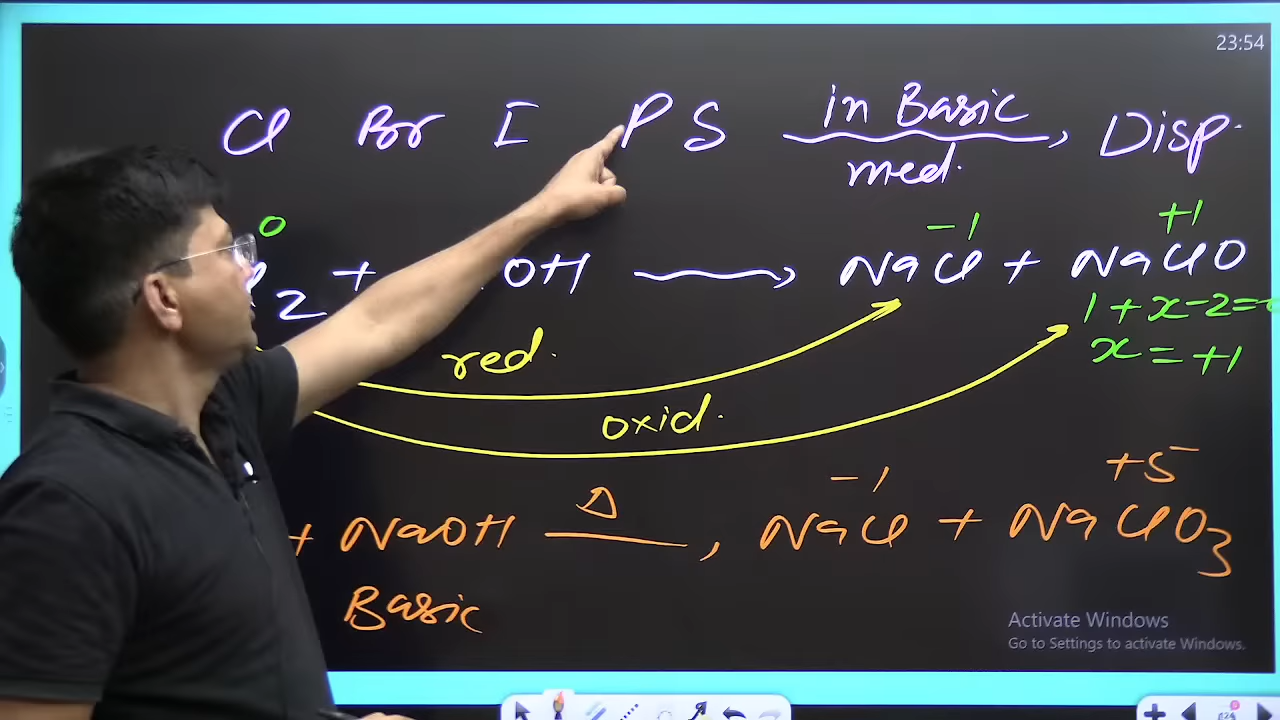 23:54
Cl Br I P S in Basic med. Disp.
0 -1 +1
2 + OH → NaCl + NaClO
1+x-2=
x=+1
red.
oxid.
-1 +5
+ NaOH Δ NaCl + NaClO3
Basic
Activate Windows
Go to Settings to activate Windows.